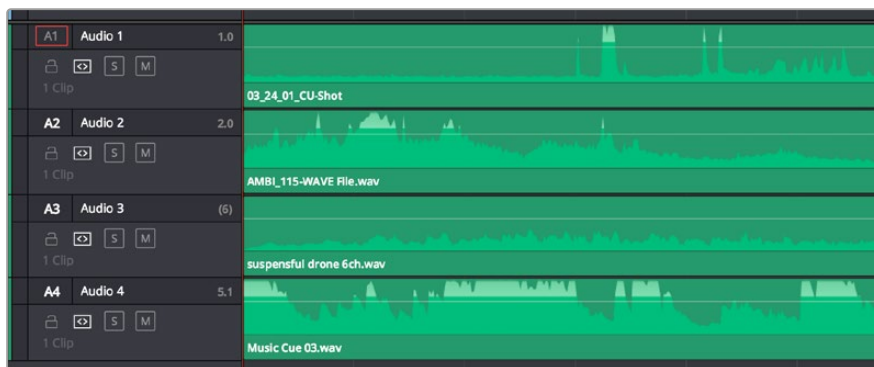 A1 Audio 1 1.0
S M
1 Clip
03_24_01_CU-Shot
A2 Audio 2 2.0
S M
1 Clip
AMBI_115-WAVE File.wav
A3 Audio 3 (6)
S M
1 Clip
suspensful drone 6ch.wav
A4 Audio 4 5.1
S M
1 Clip
Music Cue 03.wav